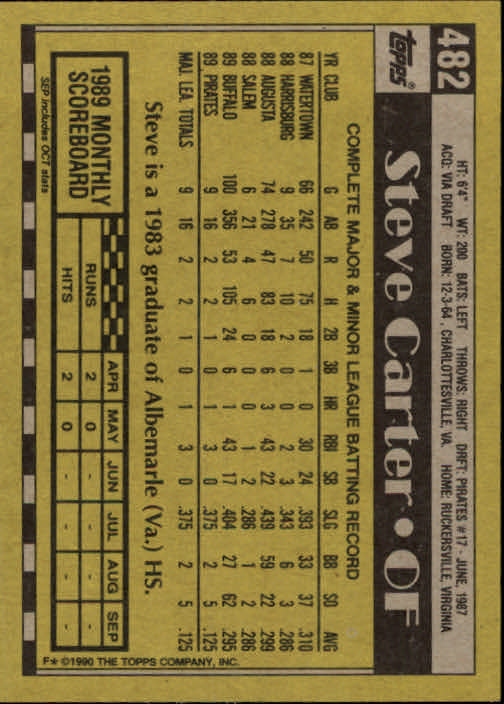 482
topps®
Steve Carter • OF
HT: 6'4" WT: 200 BATS: LEFT THROWS: RIGHT DRFT: PIRATES #17 - JUNE, 1987
ACQ: VIA DRAFT BORN: 12-3-64, CHARLOTTESVILLE, VA. HOME: RUCKERSVILLE, VIRGINIA
COMPLETE MAJOR & MINOR LEAGUE BATTING RECORD
YR CLUB G AB R H 2B 3B HR RBI SB SLG BB SO AVG
87 WATERTOWN 66 242 50 75 18 1 0 30 24 .393 33 37 .310
88 HARRISBURG 9 35 7 10 2 0 0 2 3 .343 6 3 .286
88 AUGUSTA 74 278 47 83 18 6 3 43 22 .439 59 22 .299
88 SALEM 6 21 4 6 0 0 0 1 2 .286 1 2 .286
89 BUFFALO 100 356 53 105 24 6 1 43 17 .404 27 62 .295
89 PIRATES 9 16 2 2 1 0 1 3 0 .375 2 5 .125
MAJ. LEA. TOTALS 9 16 2 2 1 0 1 3 0 .375 2 5 .125
Steve is a 1983 graduate of Albemarle (Va.) HS.
1989 MONTHLY
SCOREBOARD
APR MAY JUN JUL AUG SEP
RUNS 2 0 - - - -
HITS 2 0 - - - -
SEP includes OCT stats
F* ©1990 THE TOPPS COMPANY, INC.